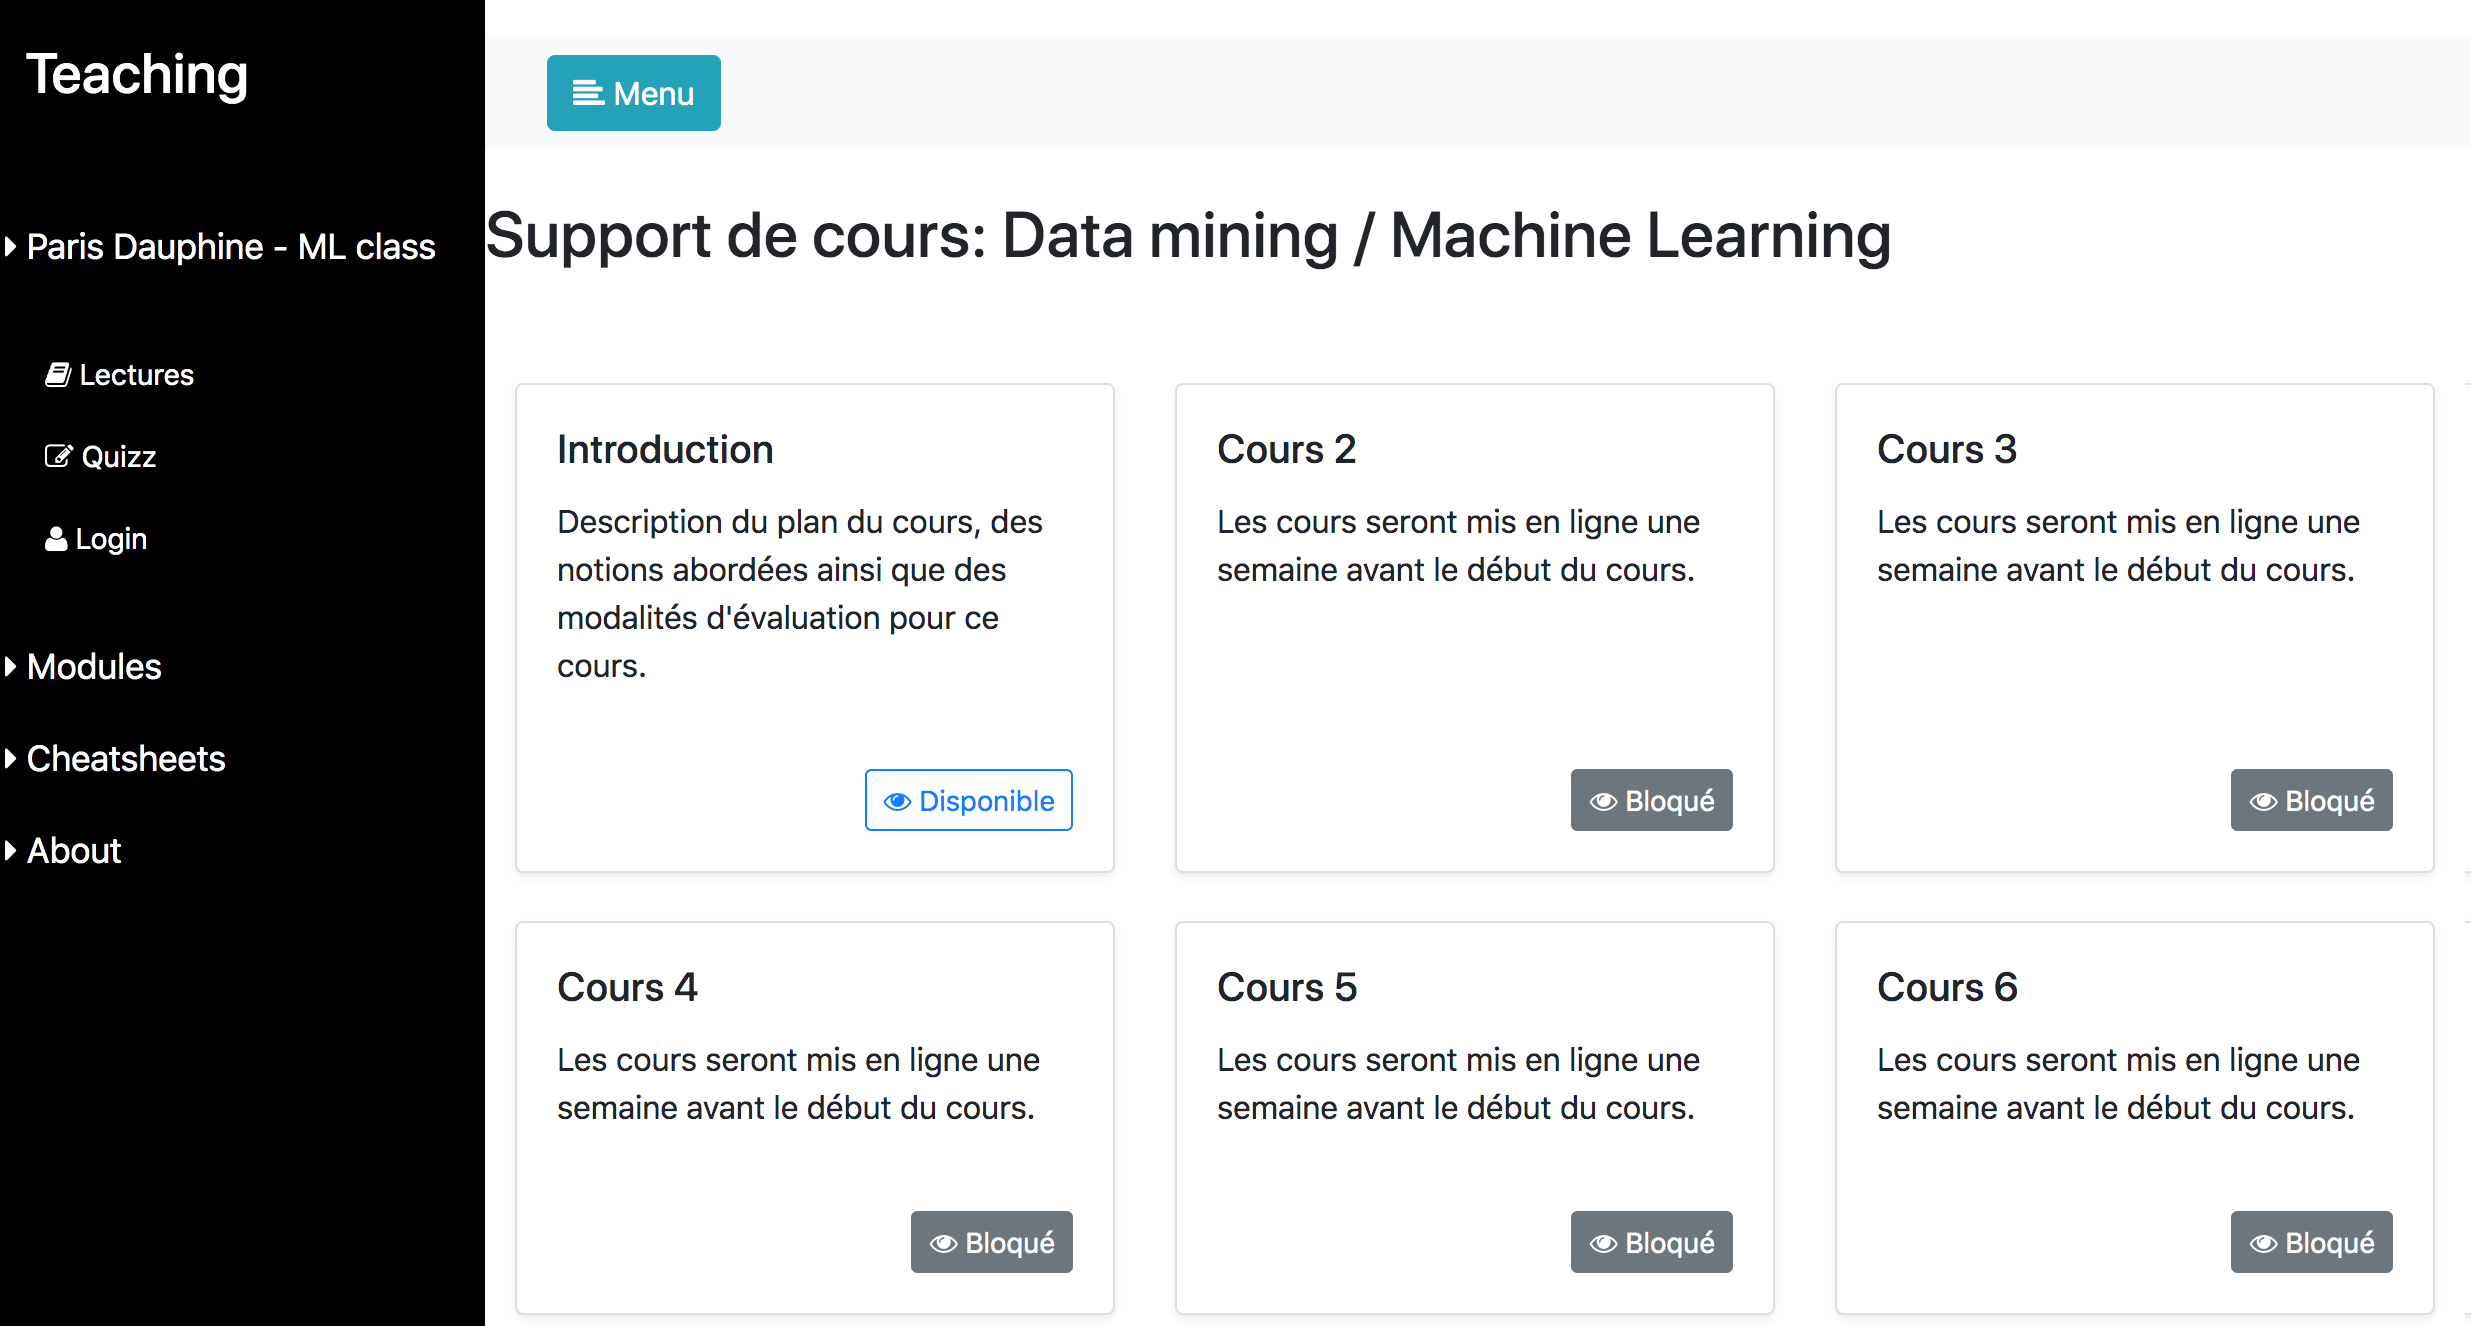 Teaching
Paris Dauphine - ML class
Lectures
Quizz
Login
Modules
Cheatsheets
About
Menu
Support de cours: Data mining / Machine Learning
Introduction
Description du plan du cours, des
notions abordées ainsi que des
modalités d'évaluation pour ce
cours.
Disponible
Cours 2
Les cours seront mis en ligne une
semaine avant le début du cours.
Bloqué
Cours 3
Les cours seront mis en ligne une
semaine avant le début du cours.
Bloqué
Cours 4
Les cours seront mis en ligne une
semaine avant le début du cours.
Bloqué
Cours 5
Les cours seront mis en ligne une
semaine avant le début du cours.
Bloqué
Cours 6
Les cours seront mis en ligne une
semaine avant le début du cours.
Bloqué